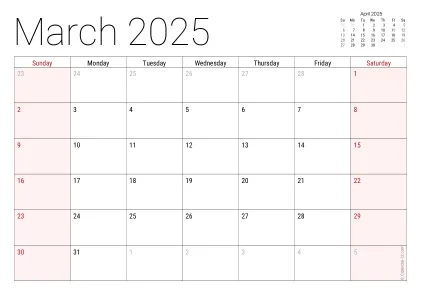 March 2025
April 2025
Su Mo Tu We Th Fr Sa
30 31 1 2 3 4 5
6 7 8 9 10 11 12
13 14 15 16 17 18 19
20 21 22 23 24 25 26
27 28 29 30
Sunday Monday Tuesday Wednesday Thursday Friday Saturday
23 24 25 26 27 28 1
2 3 4 5 6 7 8
9 10 11 12 13 14 15
16 17 18 19 20 21 22
23 24 25 26 27 28 29
30 31 1 2 3 4 5